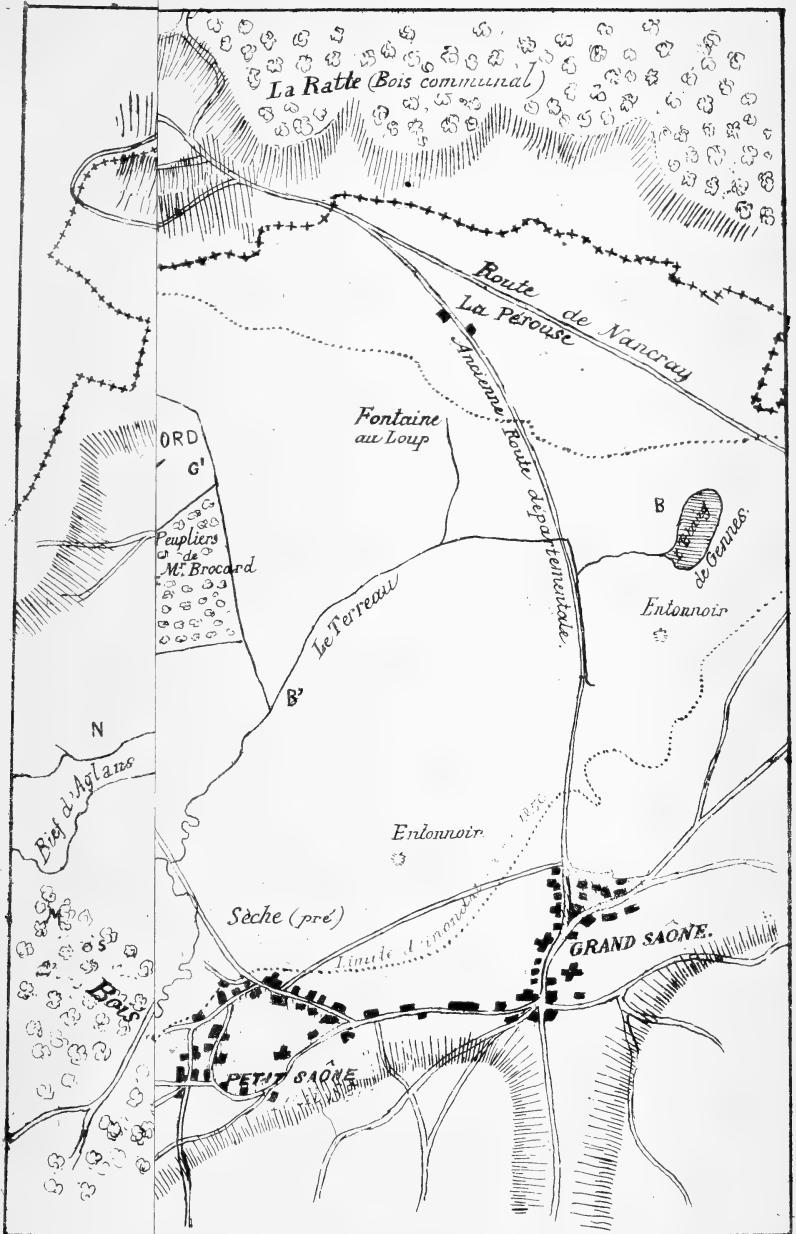 La Ratte (Bois communal)
Route de Nancray
La Pérouse
Ancienne Route départementale.
Fontaine
au Loup
ORD
G'
B
de Gennes.
Peupliers
de
Mr. Brocard
Le Terreau
Entonnoir
B'
N
Bief d'Aglans
Entonnoir
Sèche (pré)
Limite d'inond
M
S
Bois
GRAND SAÔNE.
PETIT SAÔNE